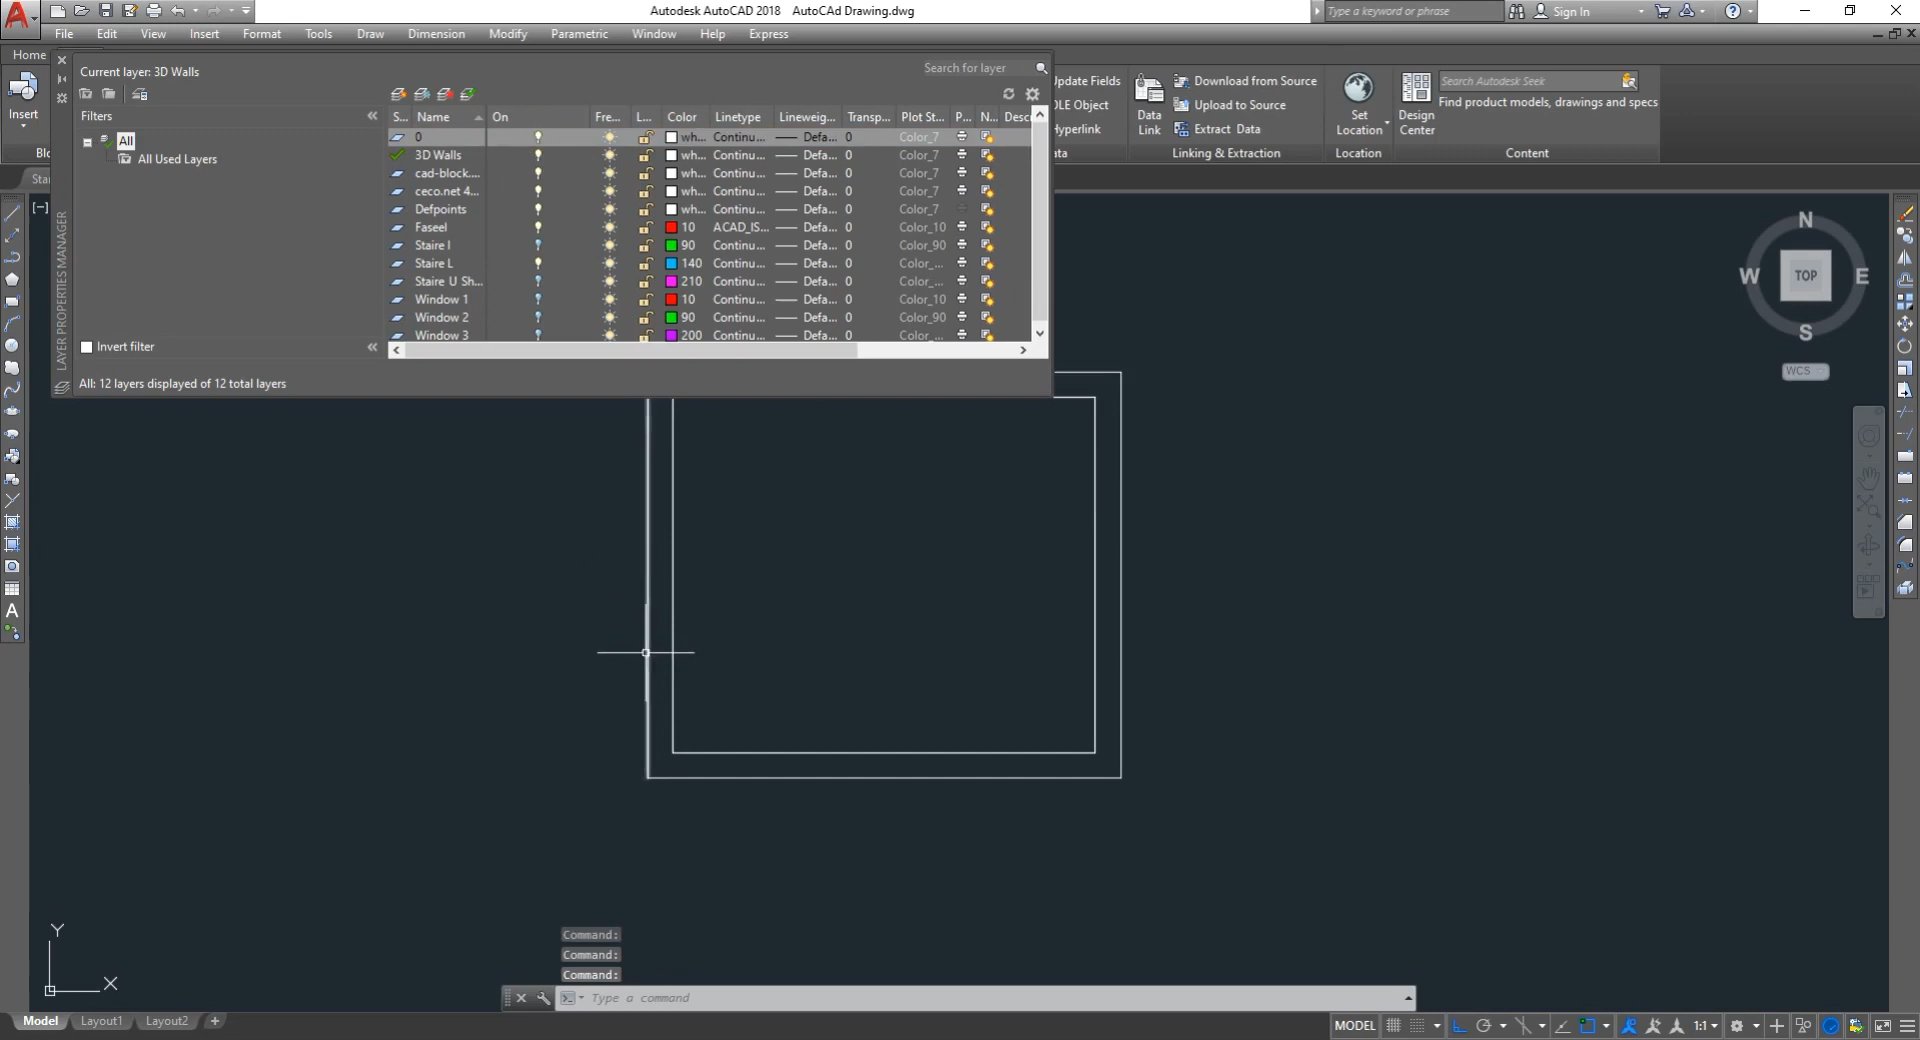 Autodesk AutoCAD 2018 AutoCAd Drawing.dwg
Type a keyword or phrase
Sign In
File Edit View Insert Format Tools Draw Dimension Modify Parametric Window Help Express
Home
Insert
Current layer: 3D Walls
Search for layer
Filters
All
All Used Layers
Invert filter
All: 12 layers displayed of 12 total layers
LAYER PROPERTIES MANAGER
S... Name On Fre... L... Color Linetype Lineweig... Transp... Plot St... P... N... Descr
0 wh... Continu... Defa... 0 Color_7
3D Walls wh... Continu... Defa... 0 Color_7
cad-block.... wh... Continu... Defa... 0 Color_7
ceco.net 4... wh... Continu... Defa... 0 Color_7
Defpoints wh... Continu... Defa... 0 Color_7
Faseel 10 ACAD_IS... Defa... 0 Color_10
Staire I 90 Continu... Defa... 0 Color_90
Staire L 140 Continu... Defa... 0 Color_...
Staire U Sh... 210 Continu... Defa... 0 Color_...
Window 1 10 Continu... Defa... 0 Color_10
Window 2 90 Continu... Defa... 0 Color_90
Window 3 200 Continu... Defa... 0 Color_...
Update Fields
OLE Object
Hyperlink
Data
Link
Download from Source
Upload to Source
Extract Data
Linking & Extraction
Set
Location
Location
Design
Center
Search Autodesk Seek
Find product models, drawings and specs
Content
Sta
[−]
N
W TOP E
S
WCS
A
Y
X
Command:
Command:
Command:
Type a command
Model Layout1 Layout2 +
MODEL 1:1